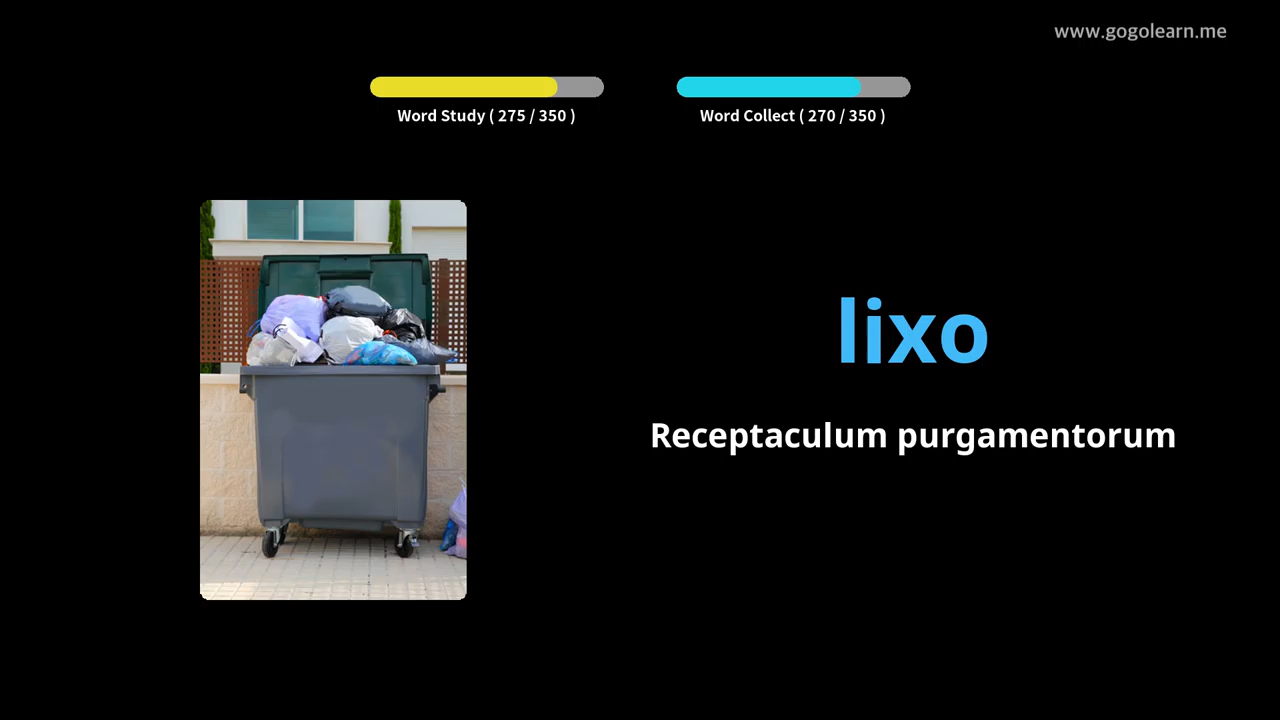 www.gogolearn.me
Word Study ( 275 / 350 )
Word Collect ( 270 / 350 )
lixo
Receptaculum purgamentorum